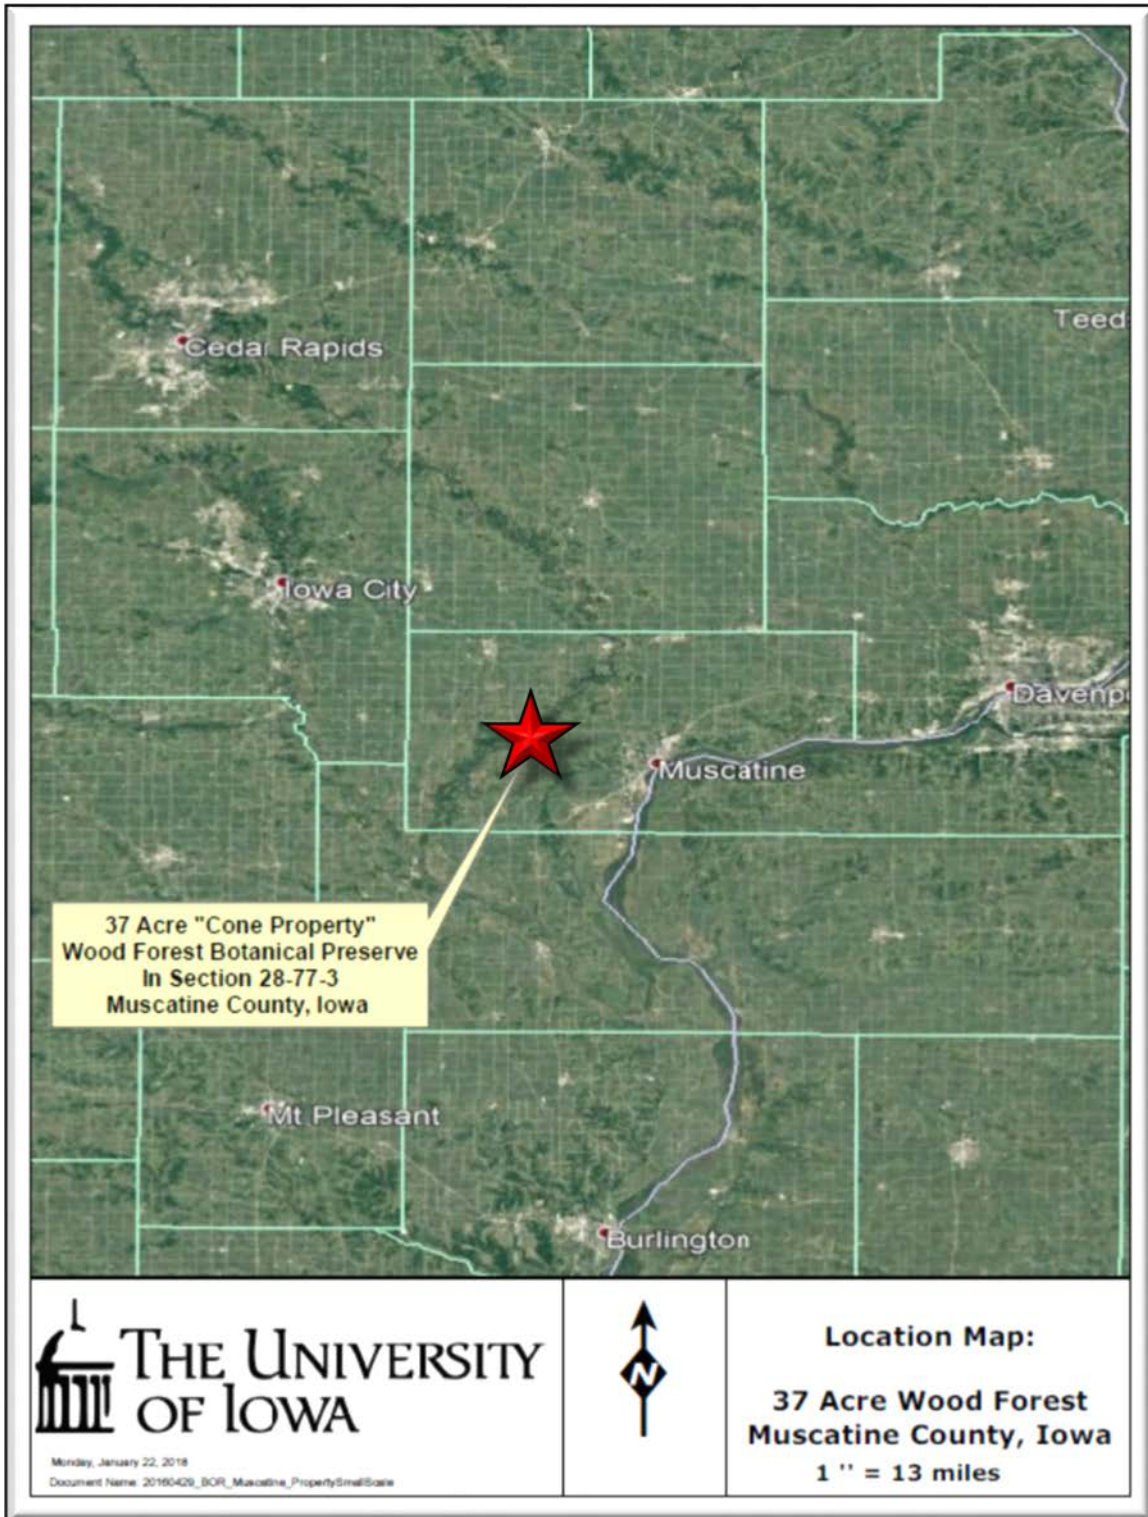 Teed
Cedar Rapids
Iowa City
Davenp
Muscatine
37 Acre "Cone Property"
Wood Forest Botanical Preserve
In Section 28-77-3
Muscatine County, Iowa
Mt Pleasant
Burlington
THE UNIVERSITY
OF IOWA
Monday, January 22, 2018
Document Name: 20160429_BOR_Muscatine_PropertySmallScale
N
Location Map:
37 Acre Wood Forest
Muscatine County, Iowa
1 '' = 13 miles